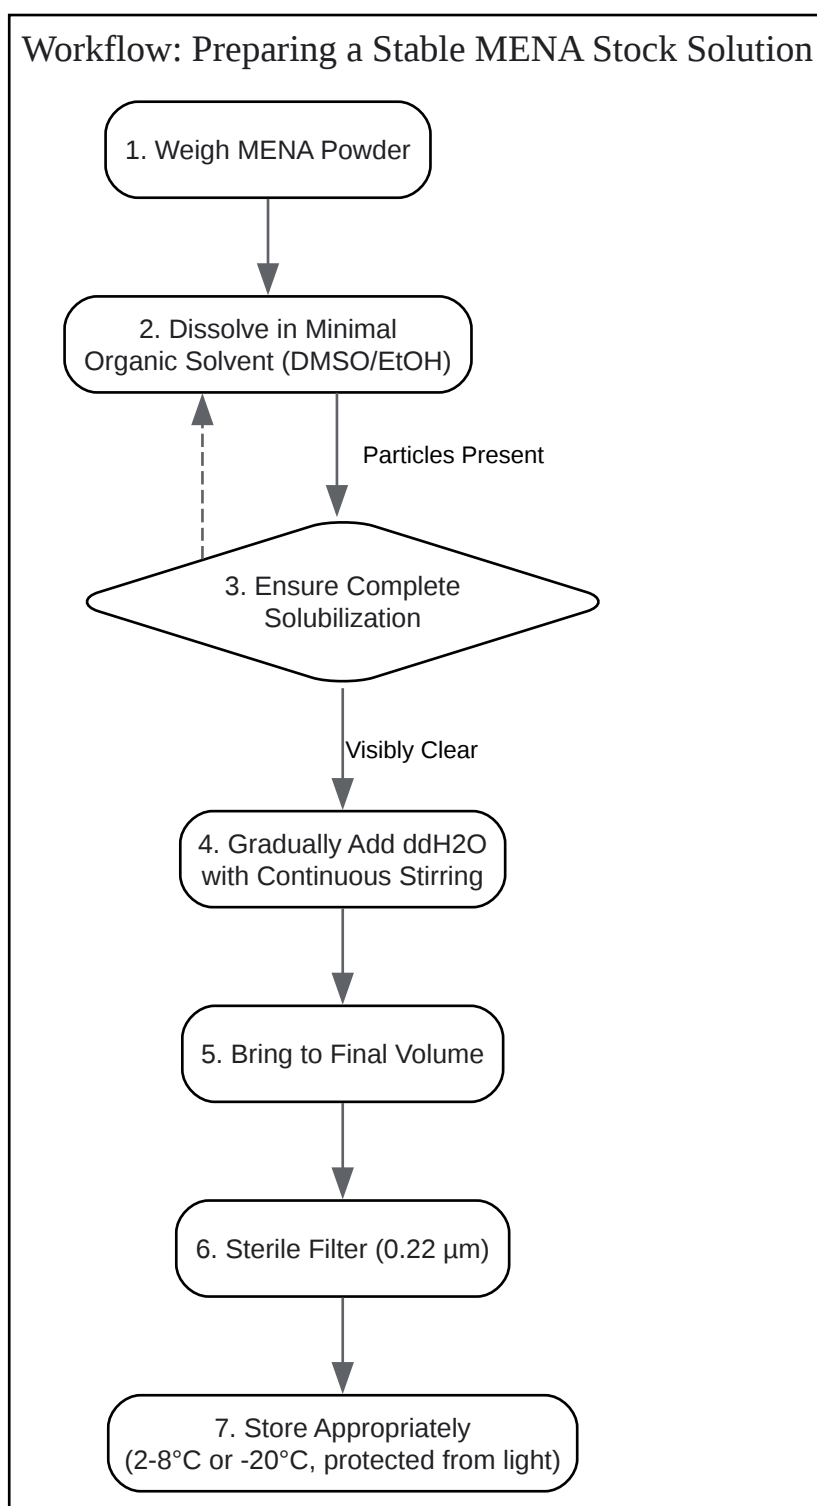 Workflow: Preparing a Stable MENA Stock Solution
1. Weigh MENA Powder
2. Dissolve in Minimal
Organic Solvent (DMSO/EtOH)
Particles Present
3. Ensure Complete
Solubilization
Visibly Clear
4. Gradually Add ddH2O
with Continuous Stirring
5. Bring to Final Volume
6. Sterile Filter (0.22 µm)
7. Store Appropriately
(2-8°C or -20°C, protected from light)